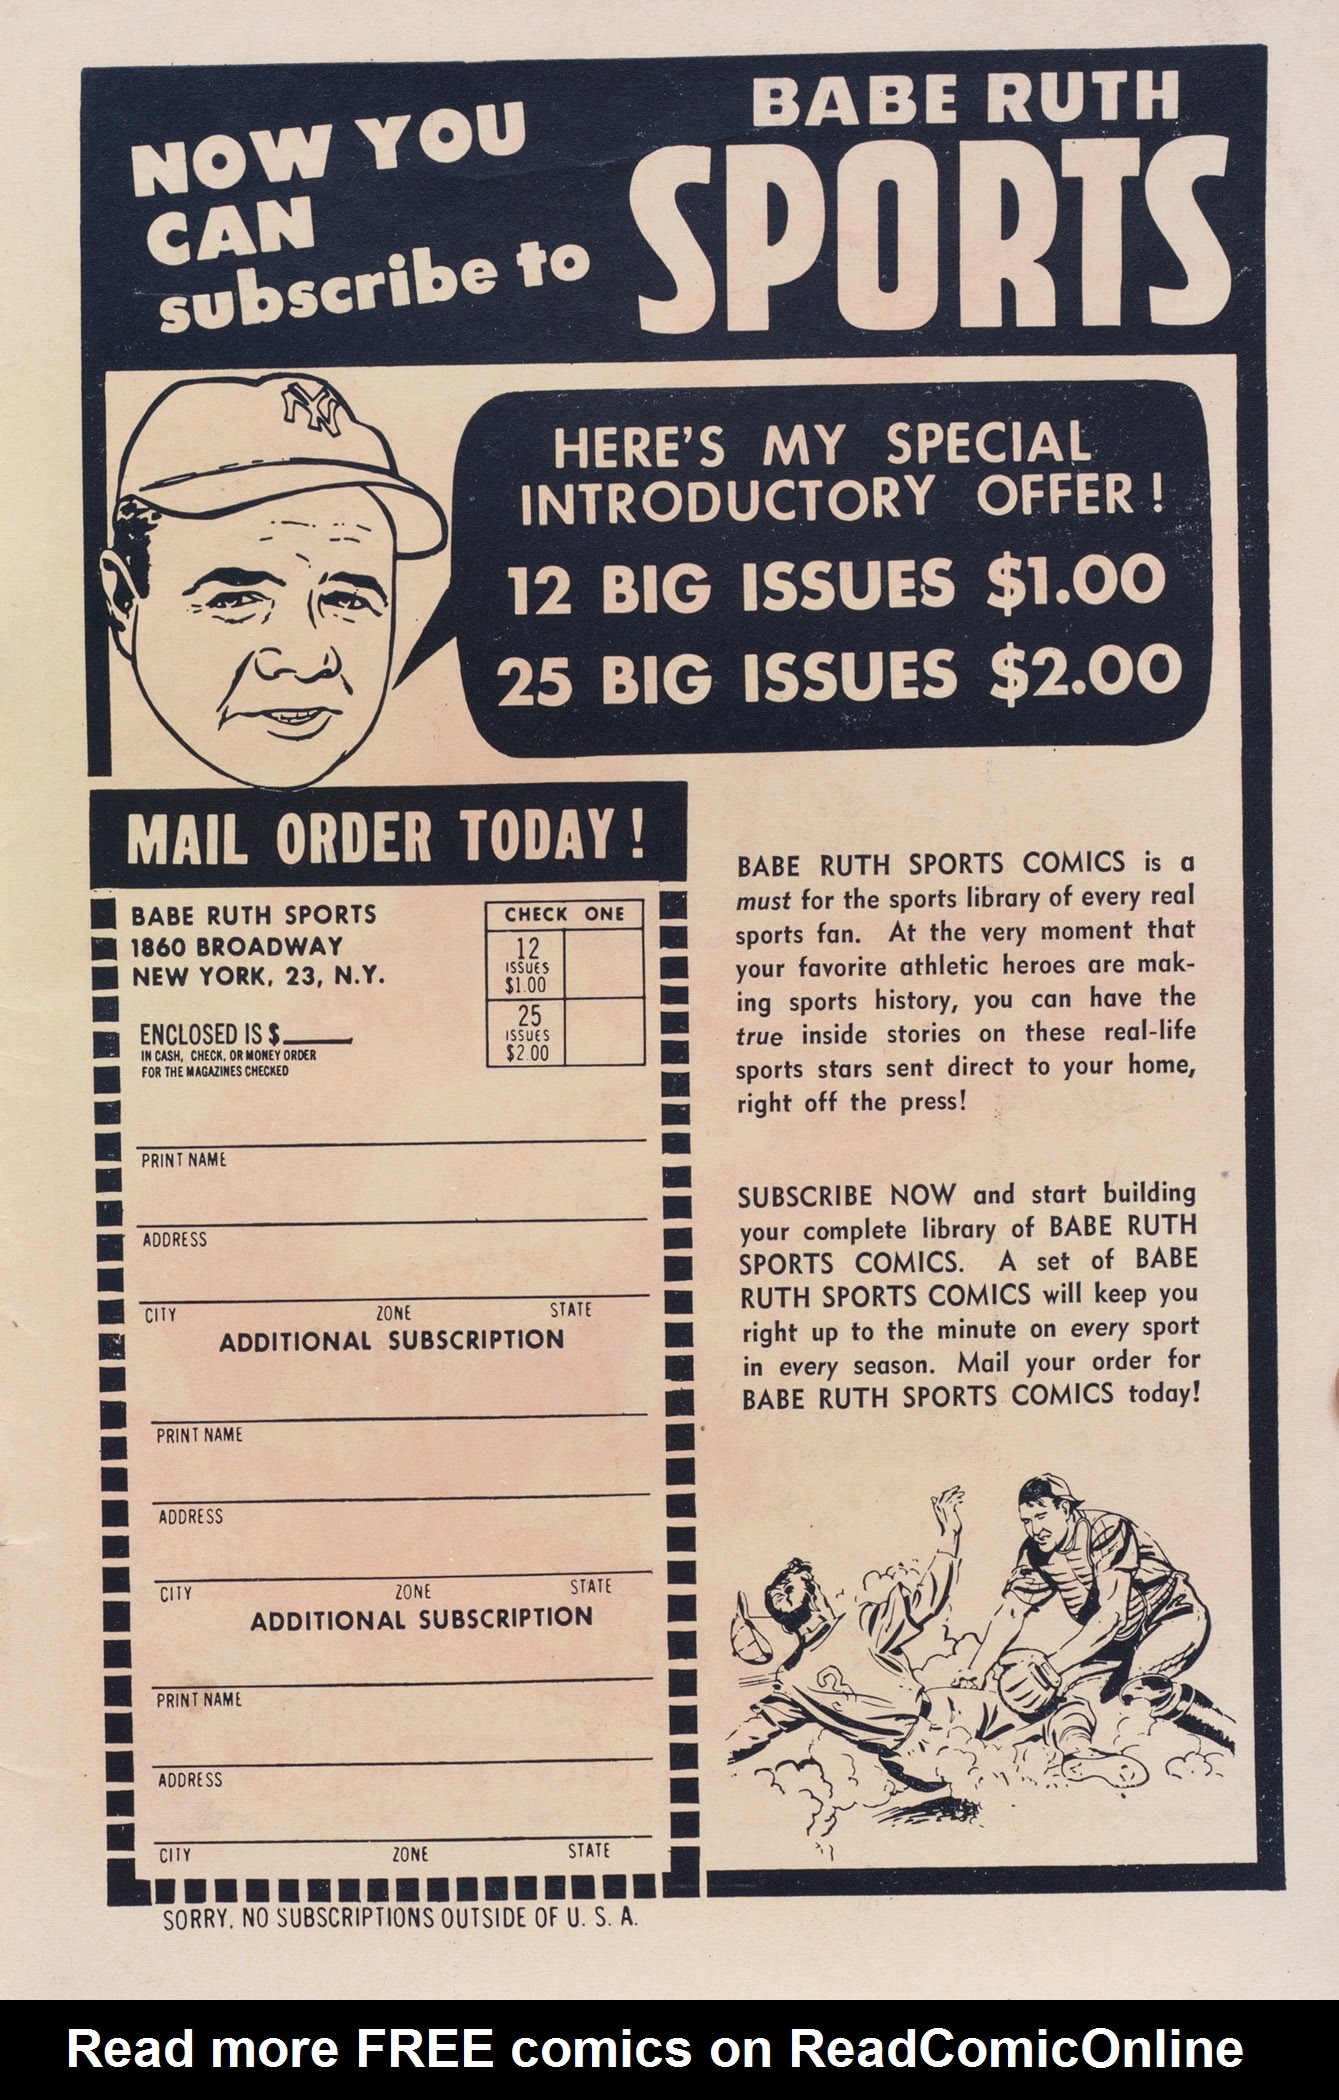 NOW YOU
CAN
subscribe to
BABE RUTH
SPORTS
NY
HERE'S MY SPECIAL
INTRODUCTORY OFFER!
12 BIG ISSUES $1.00
25 BIG ISSUES $2.00
MAIL ORDER TODAY!
BABE RUTH SPORTS
1860 BROADWAY
NEW YORK, 23, N.Y.
CHECK ONE
12
ISSUES
$1.00
25
ISSUES
$2.00
ENCLOSED IS $
IN CASH, CHECK, OR MONEY ORDER
FOR THE MAGAZINES CHECKED
PRINT NAME
ADDRESS
CITY ZONE STATE
ADDITIONAL SUBSCRIPTION
PRINT NAME
ADDRESS
CITY ZONE STATE
ADDITIONAL SUBSCRIPTION
PRINT NAME
ADDRESS
CITY ZONE STATE
SORRY, NO SUBSCRIPTIONS OUTSIDE OF U. S. A.
BABE RUTH SPORTS COMICS is a
must for the sports library of every real
sports fan. At the very moment that
your favorite athletic heroes are mak-
ing sports history, you can have the
true inside stories on these real-life
sports stars sent direct to your home,
right off the press!
SUBSCRIBE NOW and start building
your complete library of BABE RUTH
SPORTS COMICS. A set of BABE
RUTH SPORTS COMICS will keep you
right up to the minute on every sport
in every season. Mail your order for
BABE RUTH SPORTS COMICS today!
2
Read more FREE comics on ReadComicOnline